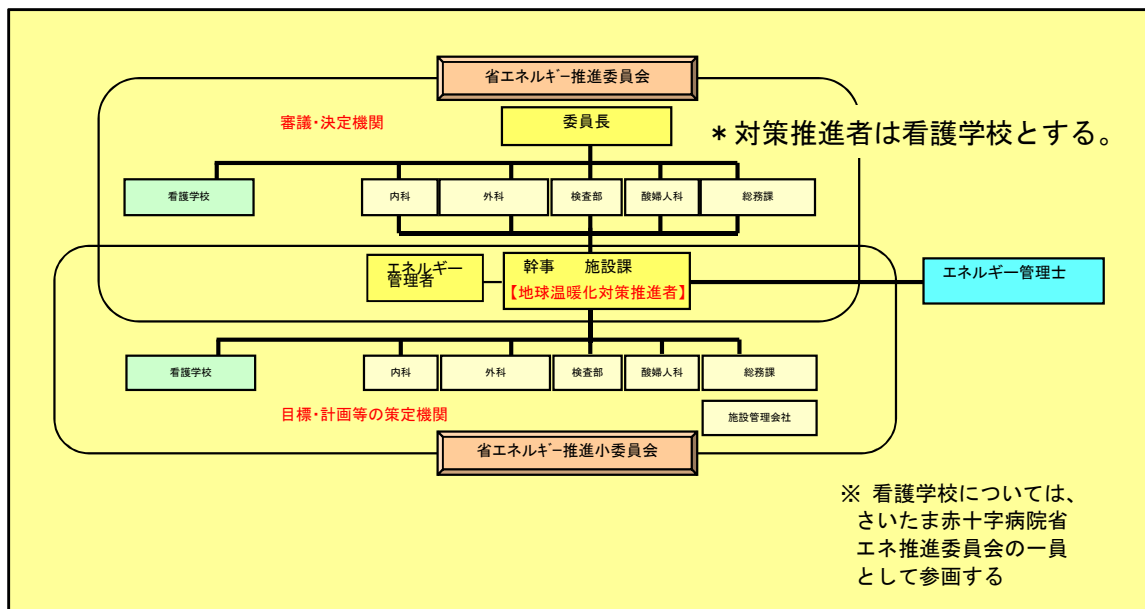 省エネルギー推進委員会
審議・決定機関
委員長
*対策推進者は看護学校とする。
看護学校
内科
外科
検査部
酸婦人科
総務課
エネルギー
管理者
幹事 施設課
【地球温暖化対策推進者】
エネルギー管理士
看護学校
内科
外科
検査部
酸婦人科
総務課
目標・計画等の策定機関
施設管理会社
省エネルギー推進小委員会
※ 看護学校については、
さいたま赤十字病院省
エネ推進委員会の一員
として参画する